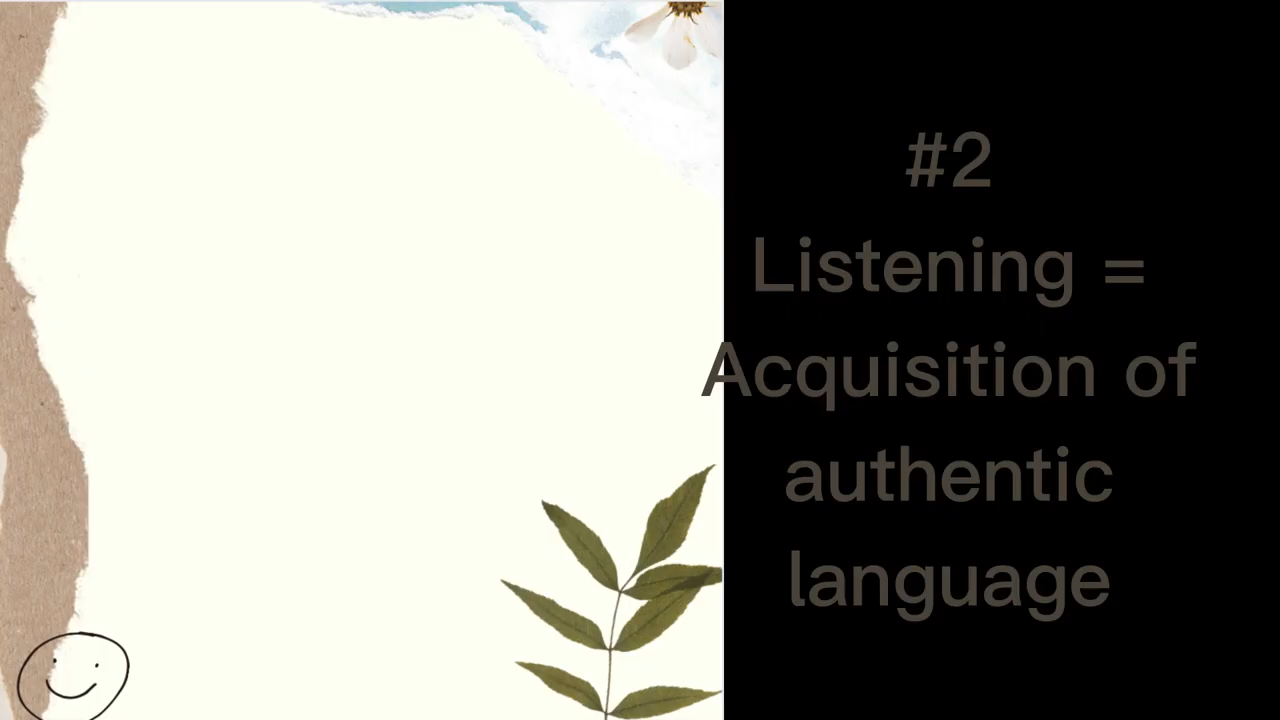 #2
Listening =
Acquisition of
authentic
language